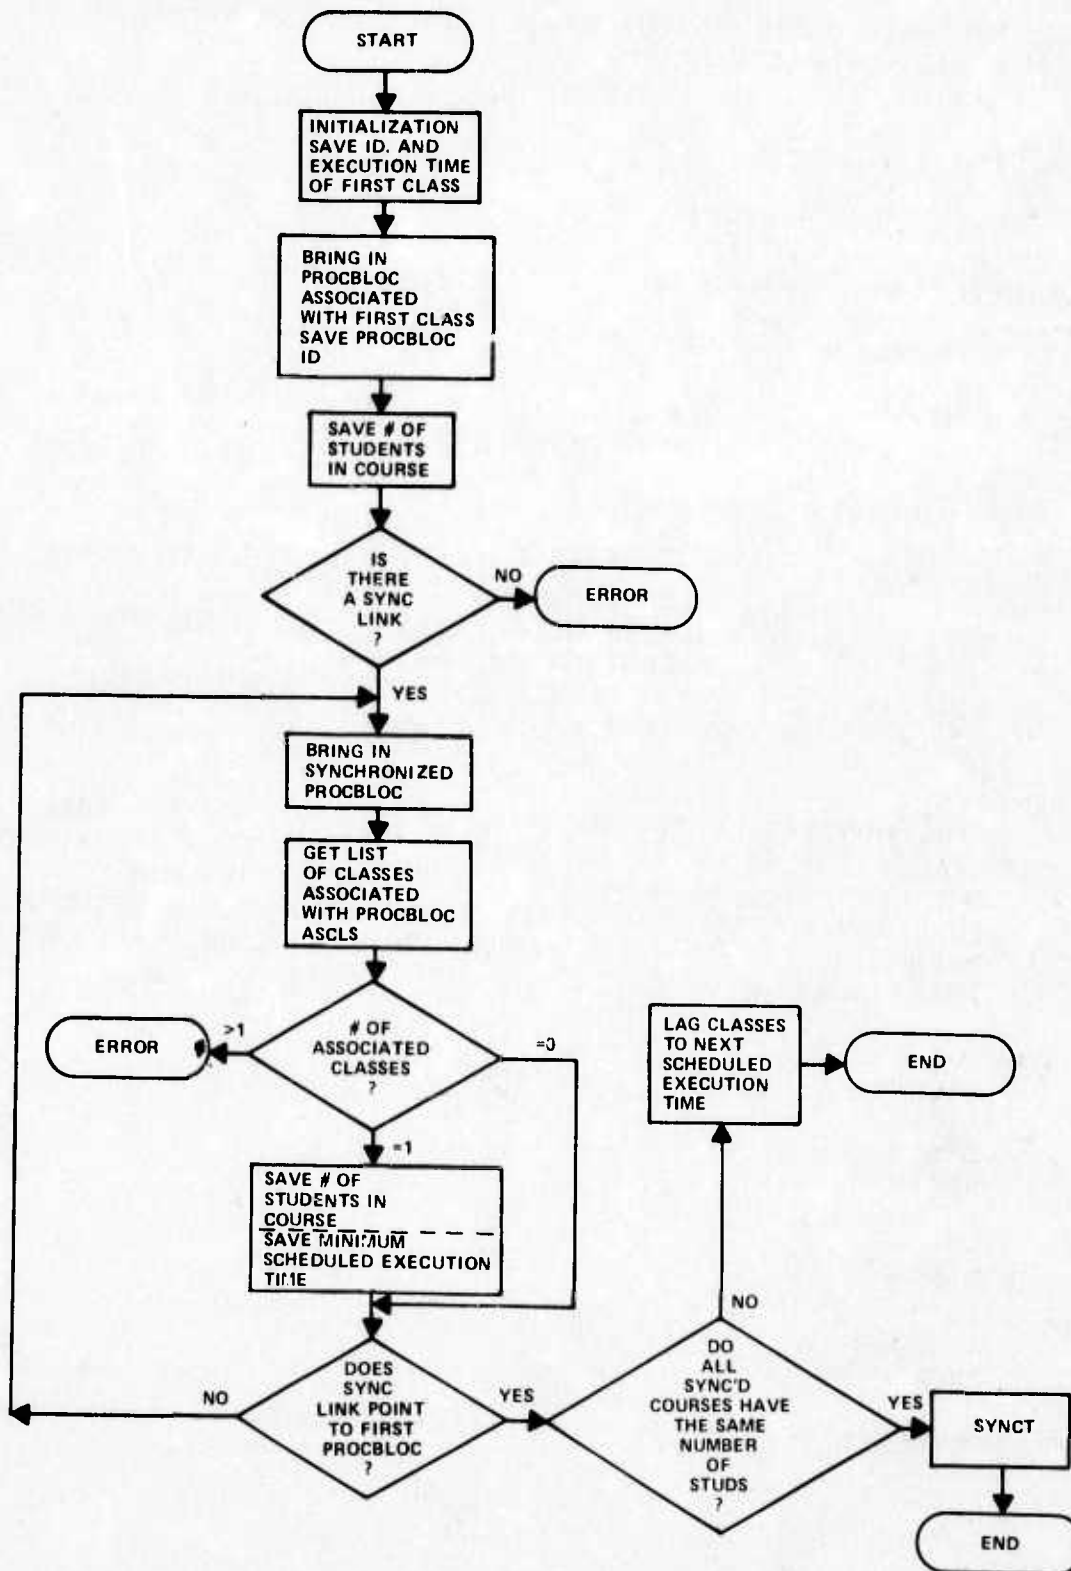 START
INITIALIZATION
SAVE ID. AND
EXECUTION TIME
OF FIRST CLASS
BRING IN
PROCBLOC
ASSOCIATED
WITH FIRST CLASS
SAVE PROCBLOC
ID
SAVE # OF
STUDENTS
IN COURSE
IS
THERE
A SYNC
LINK
?
NO
ERROR
YES
BRING IN
SYNCHRONIZED
PROCBLOC
GET LIST
OF CLASSES
ASSOCIATED
WITH PROCBLOC
ASCLS
# OF
ASSOCIATED
CLASSES
?
>1
ERROR
=0
=1
SAVE # OF
STUDENTS IN
COURSE
SAVE MINIMUM
SCHEDULED EXECUTION
TIME
DOES
SYNC
LINK POINT
TO FIRST
PROCBLOC
?
NO
YES
DO
ALL
SYNC'D
COURSES HAVE
THE SAME
NUMBER
OF
STUDS
?
NO
LAG CLASSES
TO NEXT
SCHEDULED
EXECUTION
TIME
END
YES
SYNCT
END